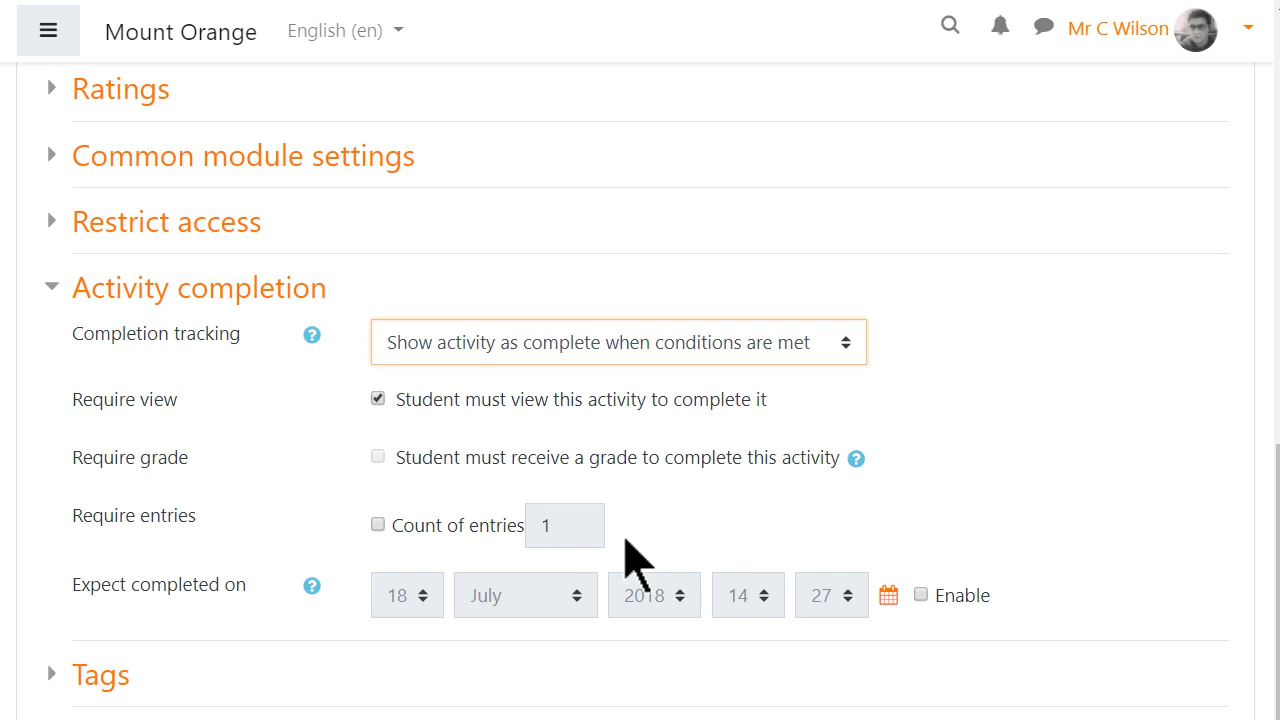 Mount Orange English (en) Mr C Wilson
Ratings
Common module settings
Restrict access
Activity completion
Completion tracking Show activity as complete when conditions are met
Require view Student must view this activity to complete it
Require grade Student must receive a grade to complete this activity
Require entries Count of entries 1
Expect completed on 18 July 2018 14 27 Enable
Tags